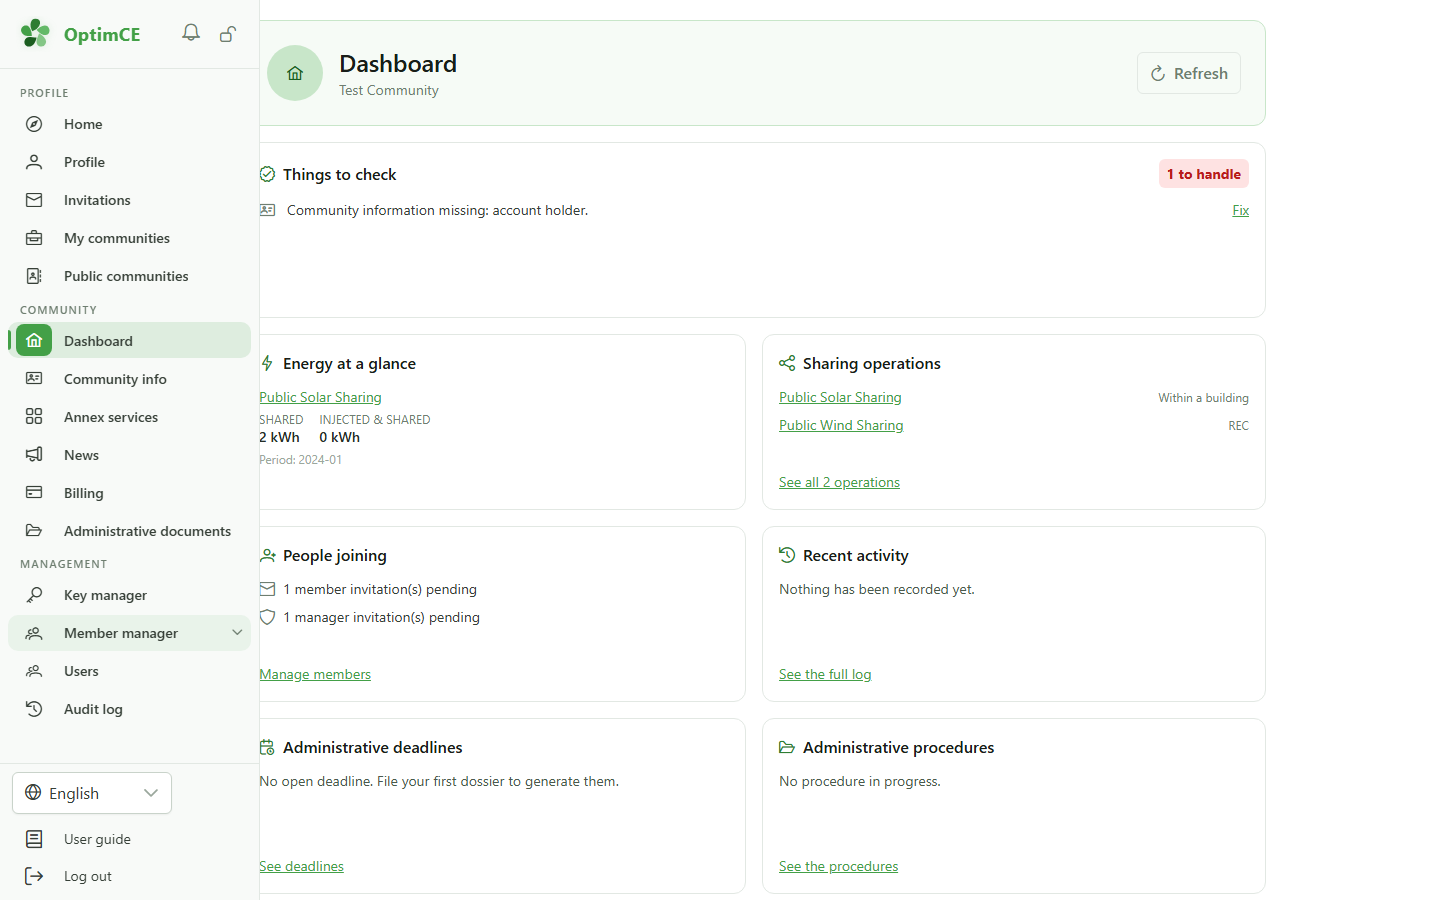 OptimCE
PROFILE
Home
Profile
Invitations
My communities
Public communities
COMMUNITY
Dashboard
Community info
Annex services
News
Billing
Administrative documents
MANAGEMENT
Key manager
Member manager
Users
Audit log
English
User guide
Log out
Dashboard
Test Community
Refresh
Things to check
1 to handle
Community information missing: account holder.
Fix
Energy at a glance
Public Solar Sharing
SHARED INJECTED & SHARED
2 kWh 0 kWh
Period: 2024-01
Sharing operations
Public Solar Sharing Within a building
Public Wind Sharing REC
See all 2 operations
People joining
1 member invitation(s) pending
1 manager invitation(s) pending
Manage members
Recent activity
Nothing has been recorded yet.
See the full log
Administrative deadlines
No open deadline. File your first dossier to generate them.
See deadlines
Administrative procedures
No procedure in progress.
See the procedures